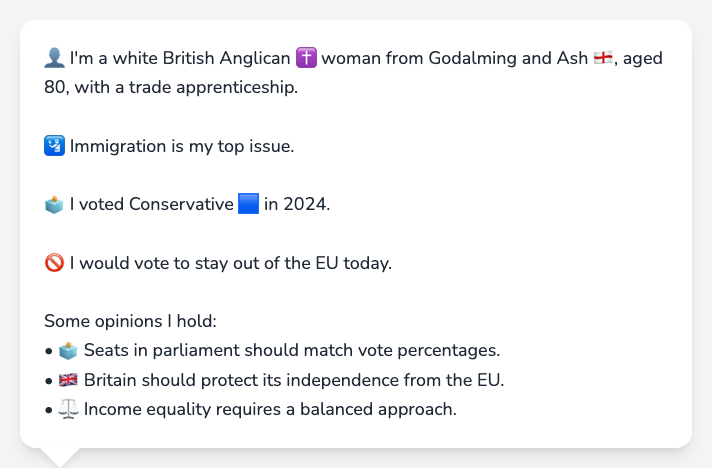 👤 I'm a white British Anglican ✝️ woman from Godalming and Ash 🏴󠁧󠁢󠁥󠁮󠁧󠁿, aged
80, with a trade apprenticeship.
🛂 Immigration is my top issue.
🗳️ I voted Conservative 🟦 in 2024.
🚫 I would vote to stay out of the EU today.
Some opinions I hold:
• 🗳️ Seats in parliament should match vote percentages.
• 🇬🇧 Britain should protect its independence from the EU.
• ⚖️ Income equality requires a balanced approach.